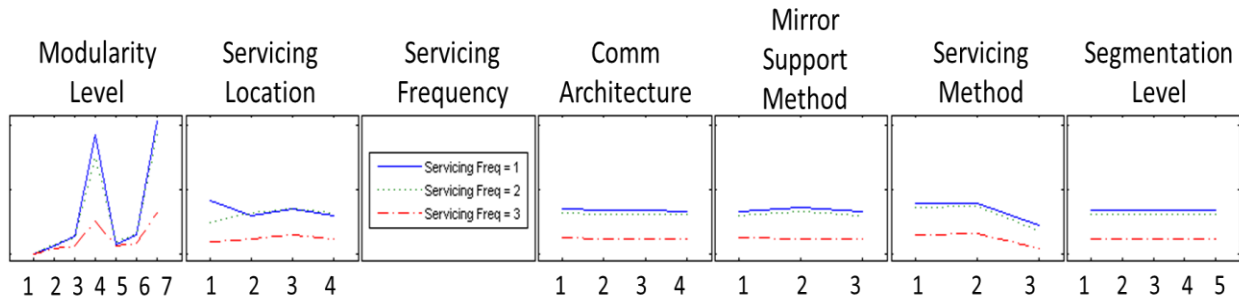 Modularity
Level
Servicing
Location
Servicing
Frequency
Comm
Architecture
Mirror
Support
Method
Servicing
Method
Segmentation
Level
Servicing Freq = 1
Servicing Freq = 2
Servicing Freq = 3
1 2 3 4 5 6 7
1 2 3 4
1 2 3 4
1 2 3
1 2 3
1 2 3 4 5